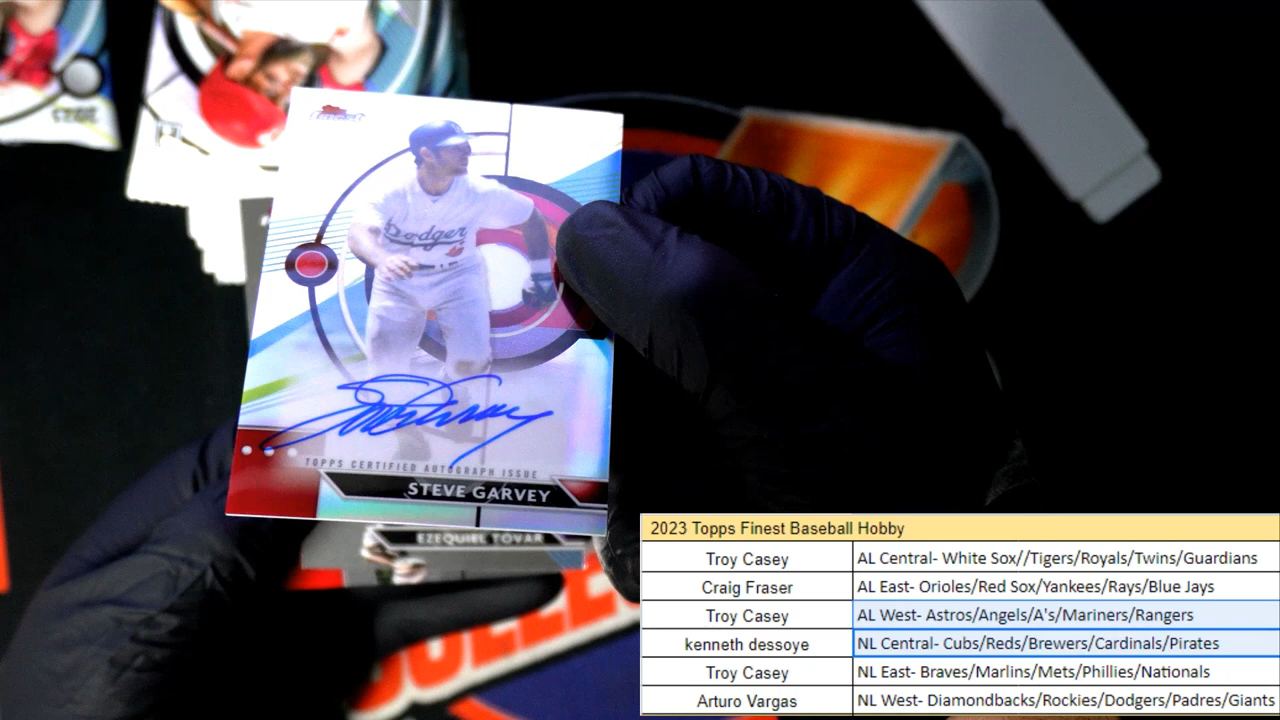 2023
Finest
Dodgers
TOPPS CERTIFIED AUTOGRAPH ISSUE
STEVE GARVEY
EZEQUIEL TOVAR
2023 Topps Finest Baseball Hobby
Troy Casey AL Central- White Sox//Tigers/Royals/Twins/Guardians
Craig Fraser AL East- Orioles/Red Sox/Yankees/Rays/Blue Jays
Troy Casey AL West- Astros/Angels/A's/Mariners/Rangers
kenneth dessoye NL Central- Cubs/Reds/Brewers/Cardinals/Pirates
Troy Casey NL East- Braves/Marlins/Mets/Phillies/Nationals
Arturo Vargas NL West- Diamondbacks/Rockies/Dodgers/Padres/Giants